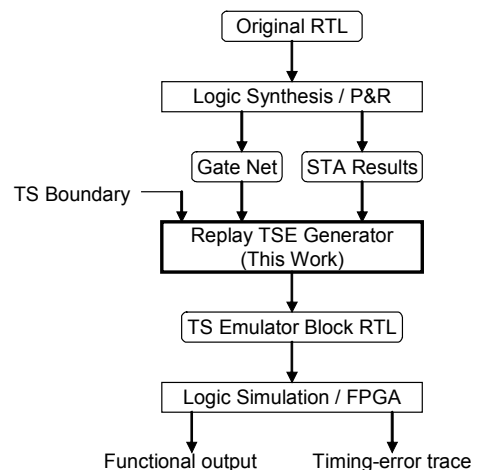 Original RTL
Logic Synthesis / P&R
Gate Net
STA Results
TS Boundary
Replay TSE Generator
(This Work)
TS Emulator Block RTL
Logic Simulation / FPGA
Functional output
Timing-error trace